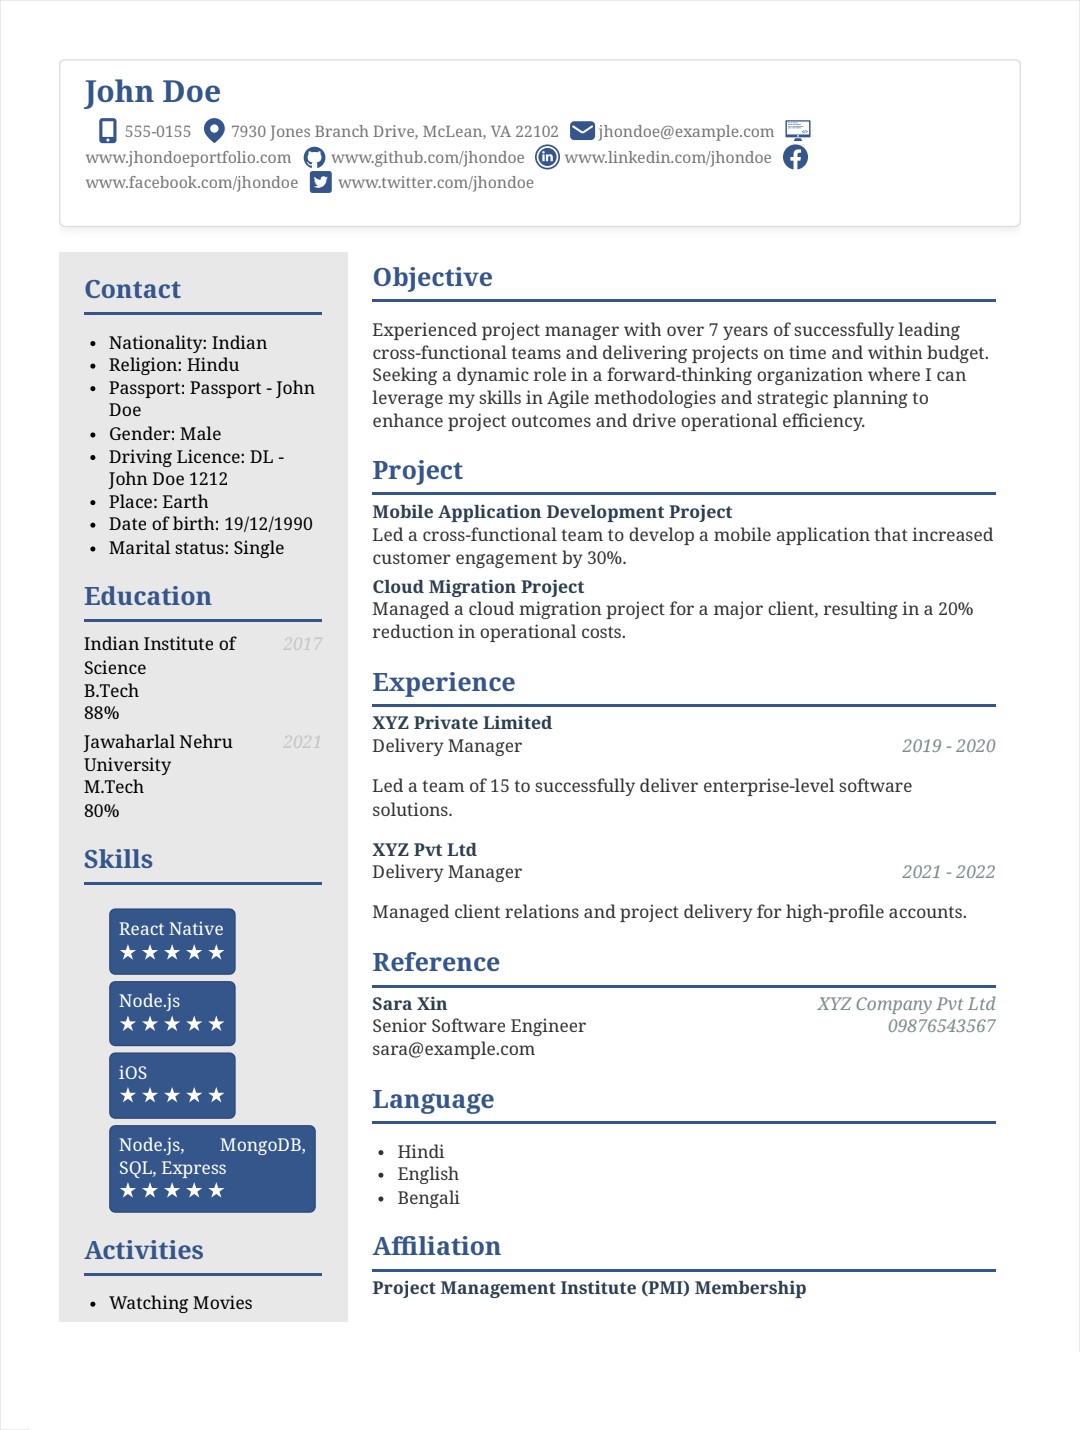 John Doe
555-0155 7930 Jones Branch Drive, McLean, VA 22102 jhondoe@example.com
www.jhondoeportfolio.com www.github.com/jhondoe www.linkedin.com/jhondoe
www.facebook.com/jhondoe www.twitter.com/jhondoe
Contact
• Nationality: Indian
• Religion: Hindu
• Passport: Passport - John
Doe
• Gender: Male
• Driving Licence: DL -
John Doe 1212
• Place: Earth
• Date of birth: 19/12/1990
• Marital status: Single
Education
Indian Institute of 2017
Science
B.Tech
88%
Jawaharlal Nehru 2021
University
M.Tech
80%
Skills
React Native
★ ★ ★ ★ ★
Node.js
★ ★ ★ ★ ★
iOS
★ ★ ★ ★ ★
Node.js, MongoDB,
SQL, Express
★ ★ ★ ★ ★
Activities
• Watching Movies
Objective
Experienced project manager with over 7 years of successfully leading
cross-functional teams and delivering projects on time and within budget.
Seeking a dynamic role in a forward-thinking organization where I can
leverage my skills in Agile methodologies and strategic planning to
enhance project outcomes and drive operational efficiency.
Project
Mobile Application Development Project
Led a cross-functional team to develop a mobile application that increased
customer engagement by 30%.
Cloud Migration Project
Managed a cloud migration project for a major client, resulting in a 20%
reduction in operational costs.
Experience
XYZ Private Limited
Delivery Manager 2019 - 2020
Led a team of 15 to successfully deliver enterprise-level software
solutions.
XYZ Pvt Ltd
Delivery Manager 2021 - 2022
Managed client relations and project delivery for high-profile accounts.
Reference
Sara Xin XYZ Company Pvt Ltd
Senior Software Engineer 09876543567
sara@example.com
Language
• Hindi
• English
• Bengali
Affiliation
Project Management Institute (PMI) Membership